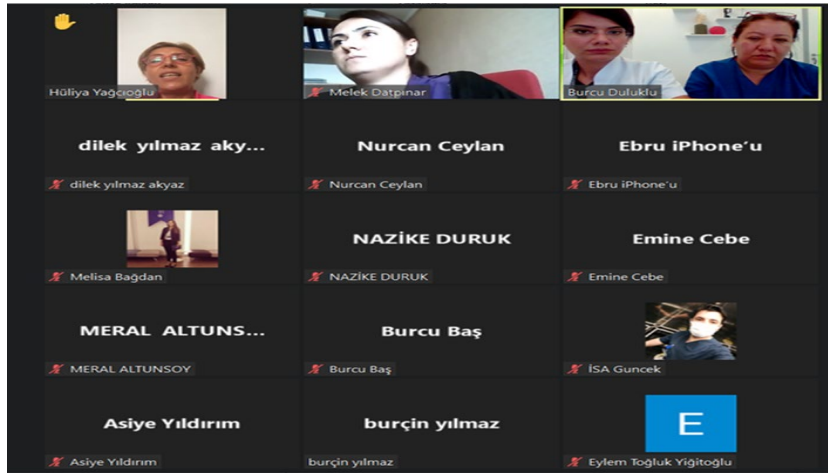 Hüliya Yağcıoğlu
Melek Datpınar
Burcu Duluklu
dilek yılmaz aky...
Nurcan Ceylan
Ebru iPhone’u
dilek yılmaz akyaz
Nurcan Ceylan
Ebru iPhone'u
NAZİKE DURUK
Emine Cebe
Melisa Bağdan
NAZİKE DURUK
Emine Cebe
MERAL ALTUNS...
Burcu Baş
MERAL ALTUNSOY
Burcu Baş
İSA Guncek
Asiye Yıldırım
burçin yılmaz
E
Asiye Yıldırım
burçin yılmaz
Eylem Toğluk Yiğitoğlu